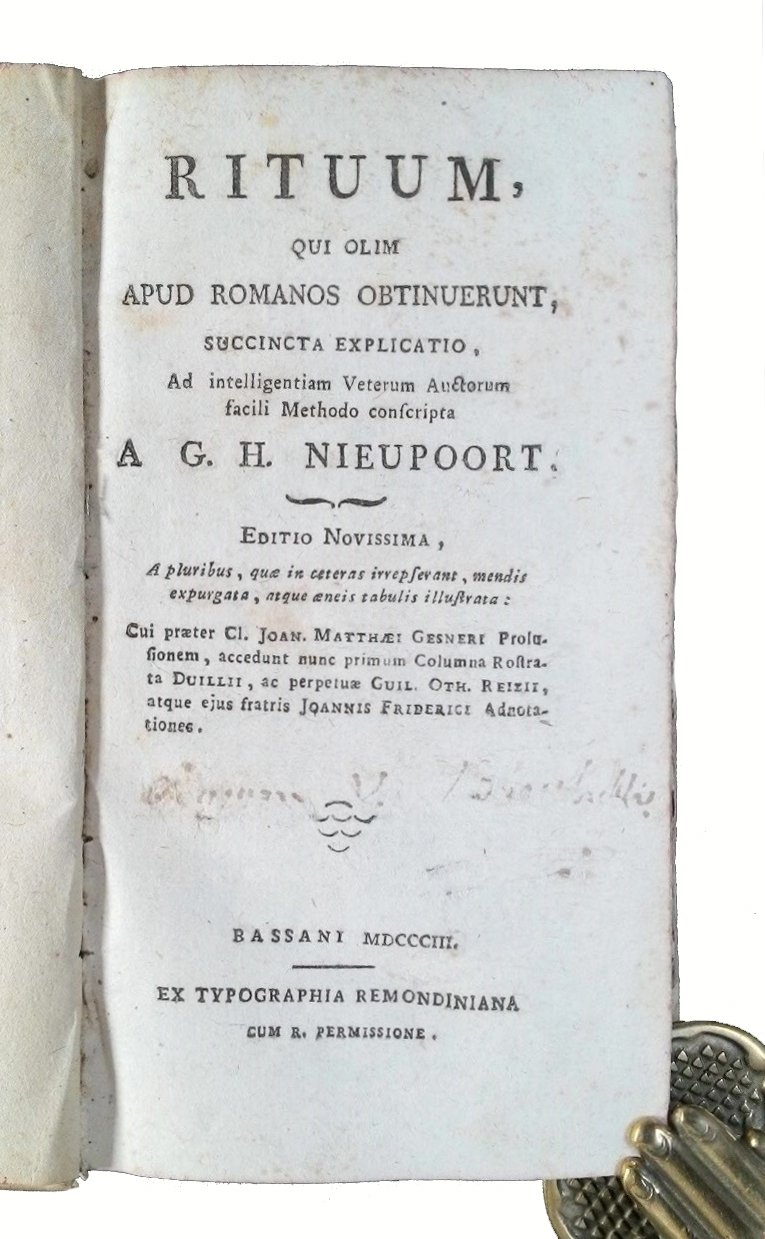 RITUUM,
QUI OLIM
APUD ROMANOS OBTINUERUNT,
SUCCINCTA EXPLICATIO,
Ad intelligentiam Veterum Auctorum
facili Methodo conſcripta
A G. H. NIEUPOORT.
EDITIO NOVISSIMA,
A pluribus, quæ in cæteras irrepſerant, mendis
expurgata, atque æneis tabulis illuſtrata:
Cui præter Cl. JOAN. MATTHÆI GESNERI Prolu-
ſionem, accedunt nunc primum Columna Roſtra-
ta DUILLII, ac perpetuæ GUIL. OTH. REIZII,
atque ejus fratris JOANNIS FRIDERICI Adnota-
tiones.
BASSANI MDCCCIII.
EX TYPOGRAPHIA REMONDINIANA
CUM R. PERMISSIONE.